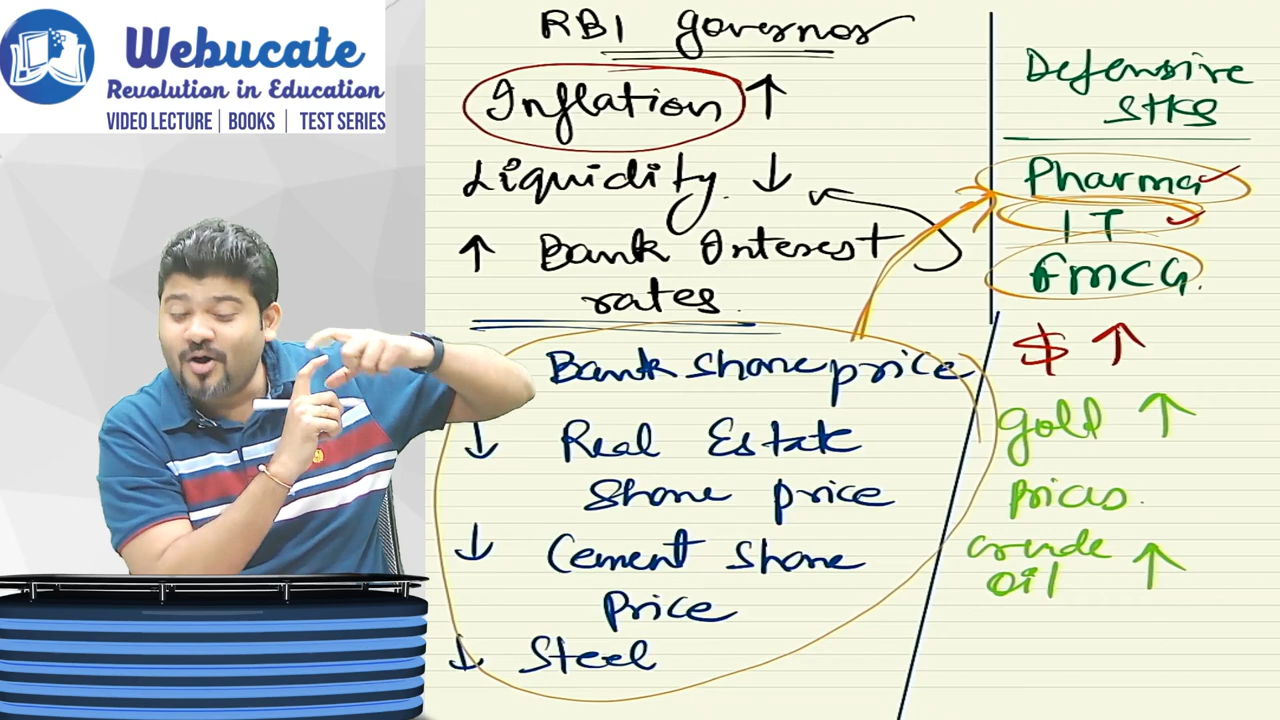 Webucate
Revolution in Education
VIDEO LECTURE | BOOKS | TEST SERIES
RBI governor
Inflation ↑
Liquidity ↓
↑ Bank Interest
rates
Bank share price
↓ Real Estate
share price
↓ Cement share
Price
↓ Steel
Defensive
Stks
Pharma
IT
FMCG
$ ↑
gold ↑
prices
crude ↑
oil